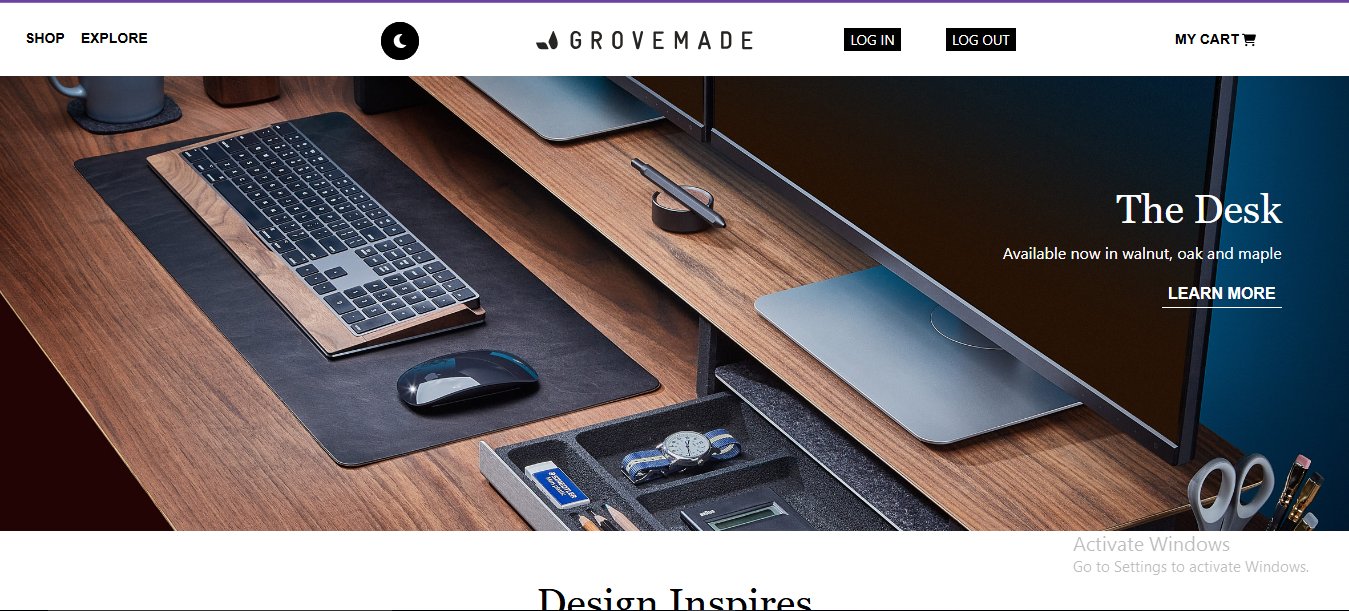 SHOP EXPLORE GROVEMADE LOG IN LOG OUT MY CART
The Desk
Available now in walnut, oak and maple
LEARN MORE
STAEDTLER
BRAUN
Activate Windows
Go to Settings to activate Windows.
Design Inspires